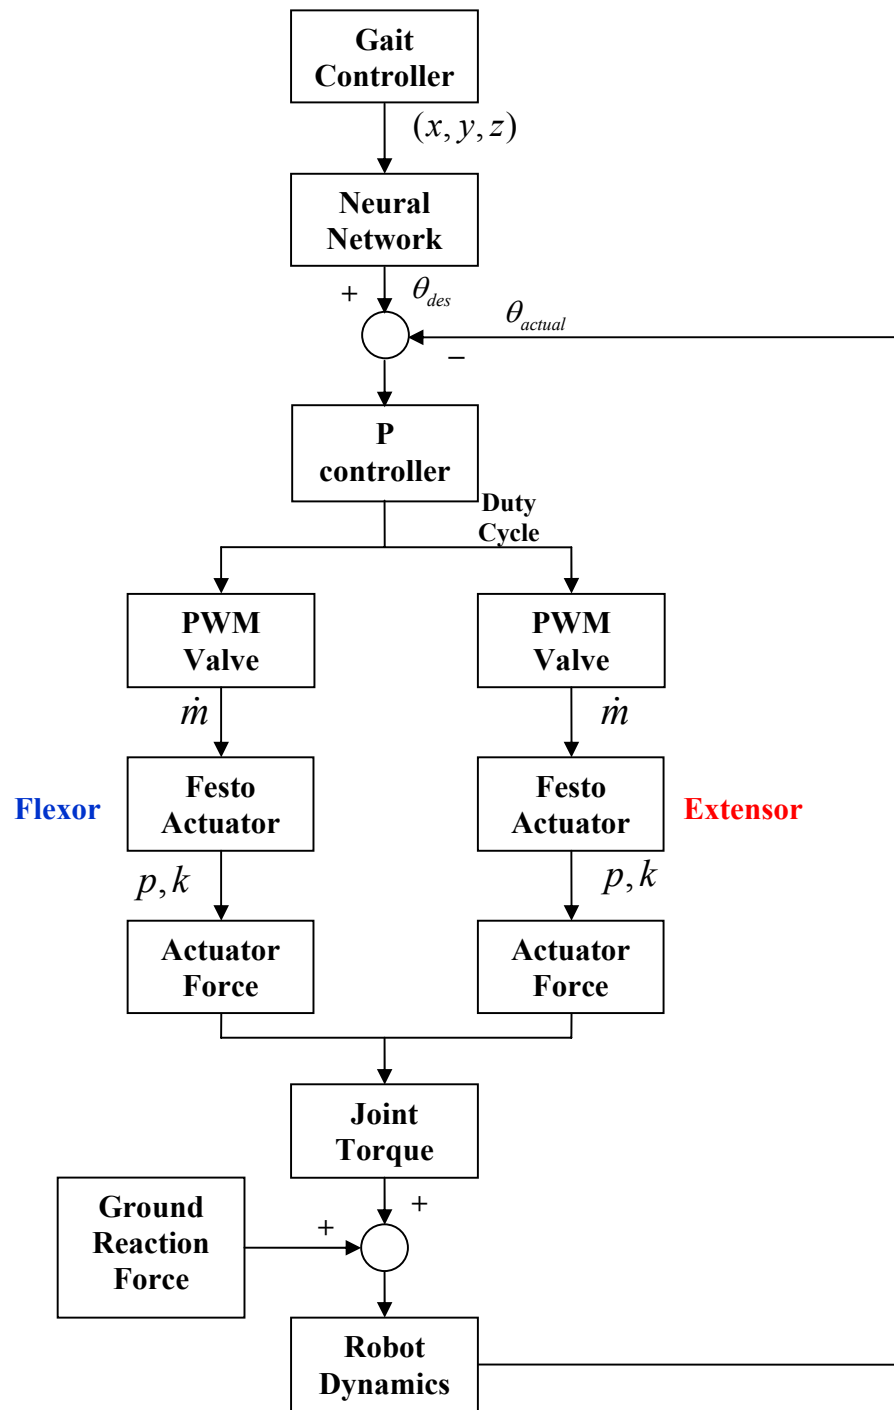 Gait
Controller
(x, y, z)
Neural
Network
+
θdes
θactual
−
P
controller
Duty
Cycle
PWM
Valve
PWM
Valve
ṁ
ṁ
Flexor
Festo
Actuator
Festo
Actuator
Extensor
p, k
p, k
Actuator
Force
Actuator
Force
Joint
Torque
+
Ground
Reaction
Force
+
Robot
Dynamics